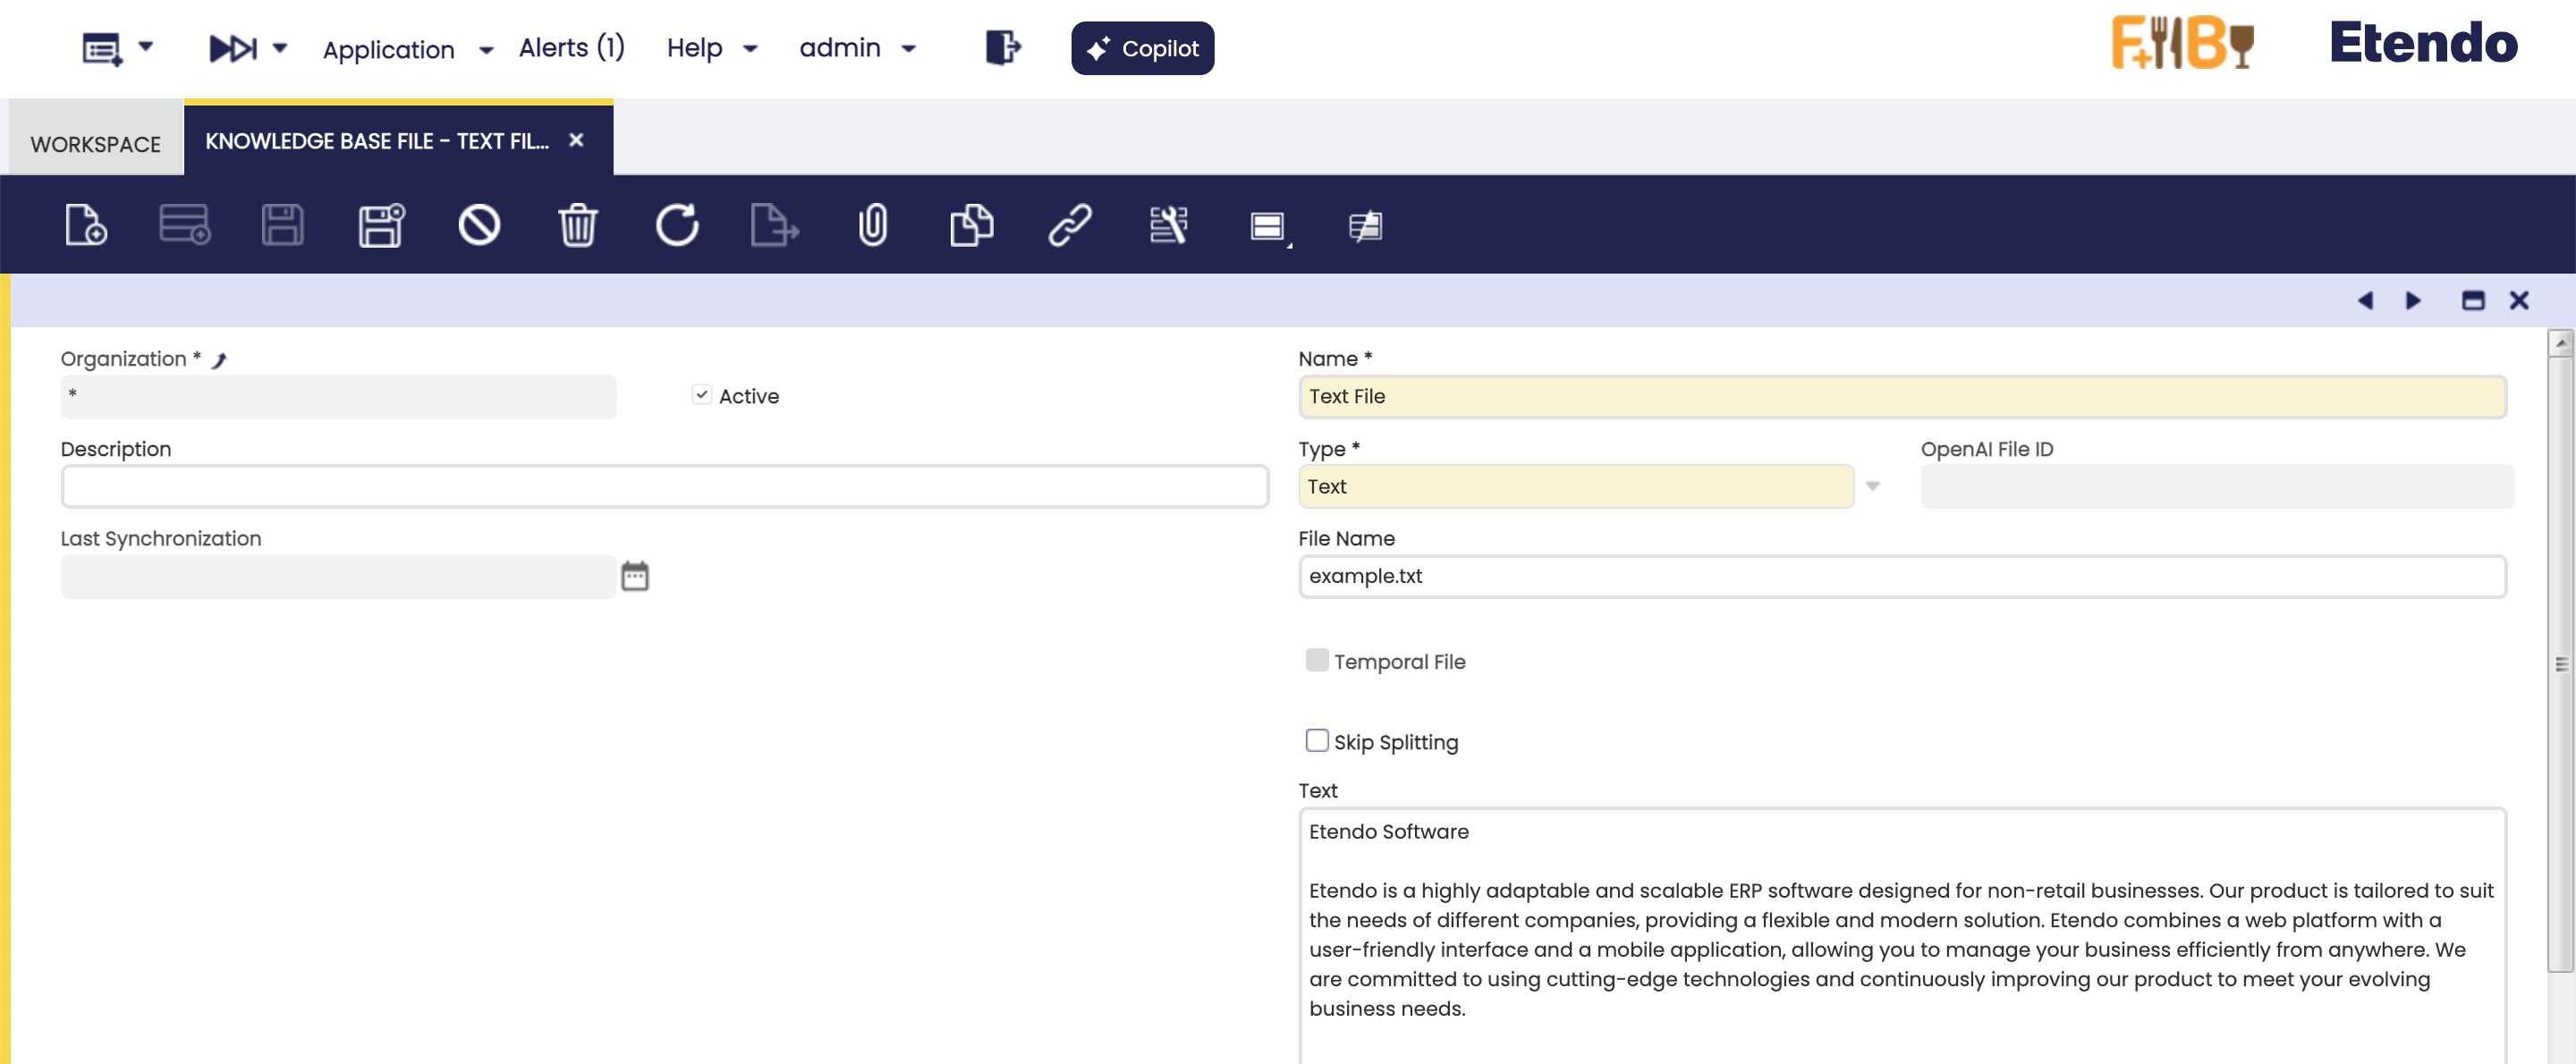 Application
Alerts (1)
Help
admin
Copilot
F+B
Etendo
WORKSPACE
KNOWLEDGE BASE FILE - TEXT FIL...
Organization *
*
Active
Name *
Text File
Description
Type *
Text
OpenAI File ID
Last Synchronization
File Name
example.txt
Temporal File
Skip Splitting
Text
Etendo Software
Etendo is a highly adaptable and scalable ERP software designed for non-retail businesses. Our product is tailored to suit
the needs of different companies, providing a flexible and modern solution. Etendo combines a web platform with a
user-friendly interface and a mobile application, allowing you to manage your business efficiently from anywhere. We
are committed to using cutting-edge technologies and continuously improving our product to meet your evolving
business needs.